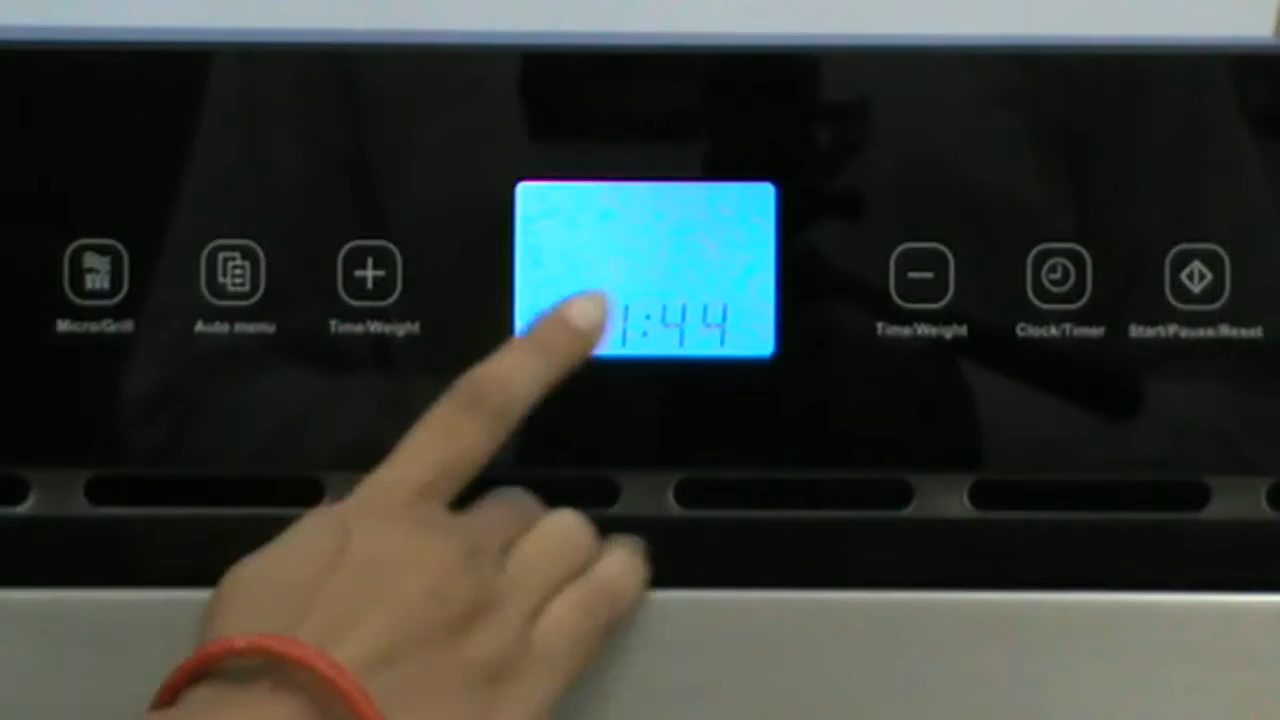 1:44
Micro/Grill
Auto menu
Time/Weight
Time/Weight
Clock/Timer
Start/Pause/Reset